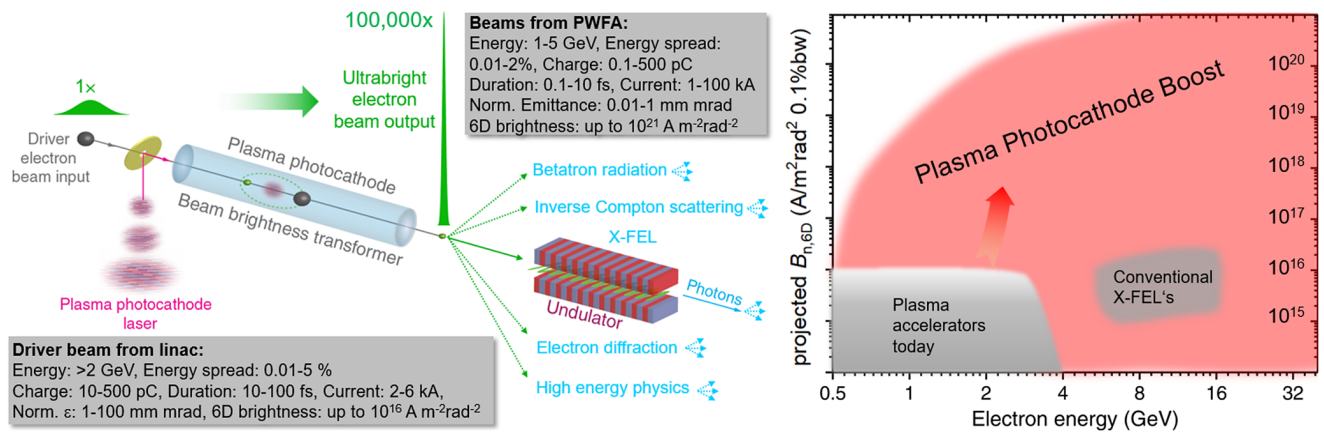 100,000x
1×
Ultrabright
electron
beam output
Driver
electron
beam input
Plasma photocathode
Beam brightness transformer
Plasma photocathode
laser
Beams from PWFA:
Energy: 1-5 GeV, Energy spread:
0.01-2%, Charge: 0.1-500 pC
Duration: 0.1-10 fs, Current: 1-100 kA
Norm. Emittance: 0.01-1 mm mrad
6D brightness: up to 10²¹ A m⁻²rad⁻²
Betatron radiation
Inverse Compton scattering
X-FEL
Undulator
Photons
Electron diffraction
High energy physics
Driver beam from linac:
Energy: >2 GeV, Energy spread: 0.01-5 %
Charge: 10-500 pC, Duration: 10-100 fs, Current: 2-6 kA,
Norm. ε: 1-100 mm mrad, 6D brightness: up to 10¹⁶ A m⁻²rad⁻²
projected Bn,6D (A/m²rad² 0.1%bw)
Plasma Photocathode Boost
Plasma
accelerators
today
Conventional
X-FEL‘s
10²⁰
10¹⁹
10¹⁸
10¹⁷
10¹⁶
10¹⁵
0.5 1 2 4 8 16 32
Electron energy (GeV)